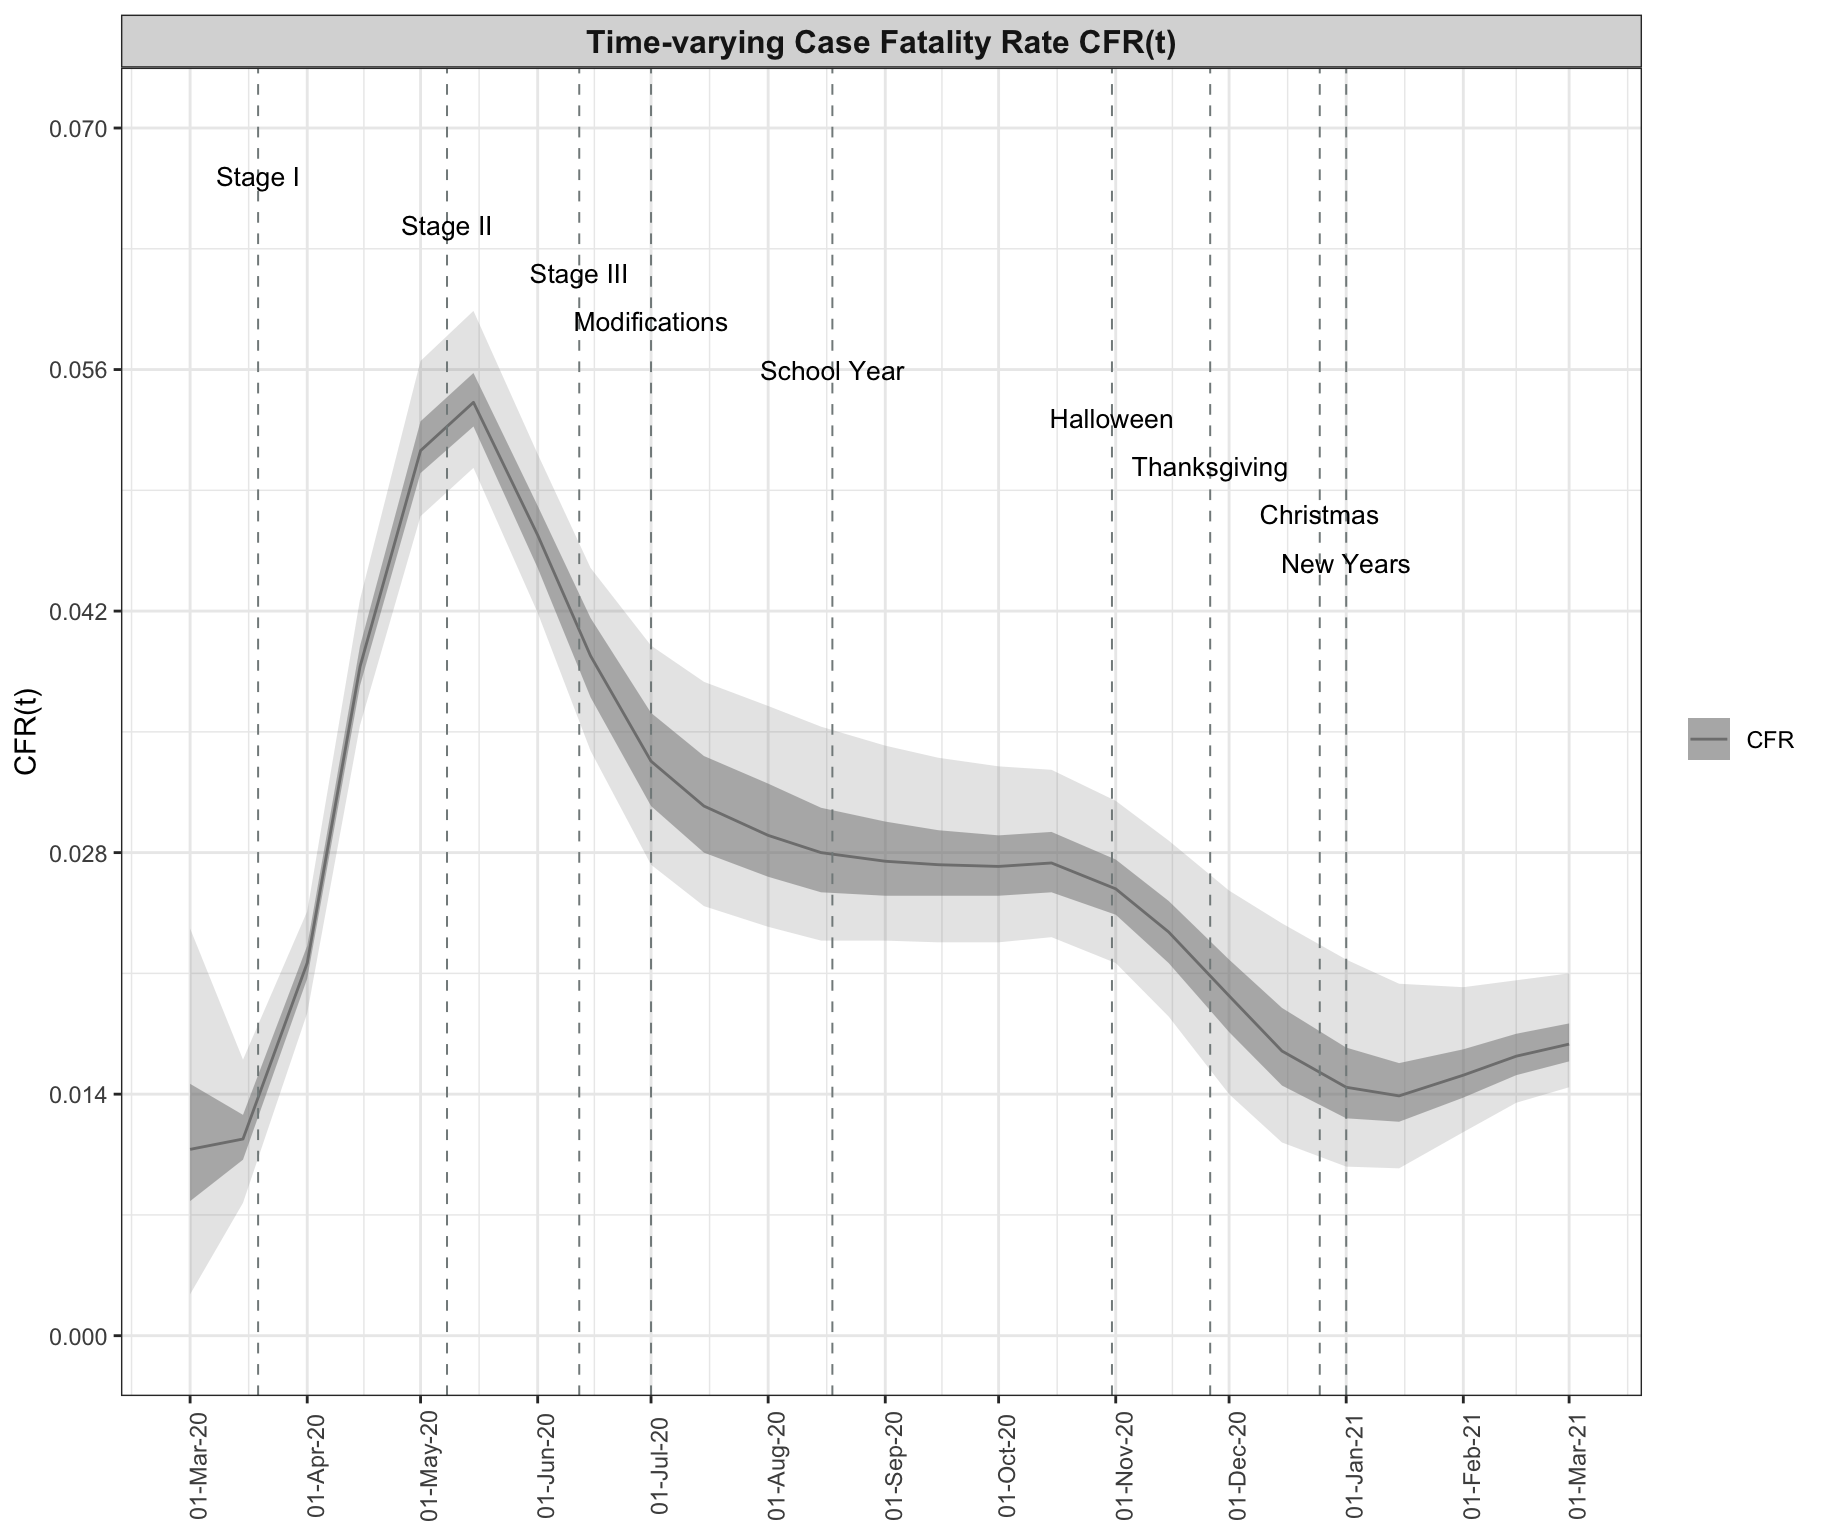 Time-varying Case Fatality Rate CFR(t)
0.070
Stage I
Stage II
Stage III
Modifications
0.056
School Year
Halloween
Thanksgiving
Christmas
New Years
0.042
CFR(t)
CFR
0.028
0.014
0.000
01-Mar-20
01-Apr-20
01-May-20
01-Jun-20
01-Jul-20
01-Aug-20
01-Sep-20
01-Oct-20
01-Nov-20
01-Dec-20
01-Jan-21
01-Feb-21
01-Mar-21